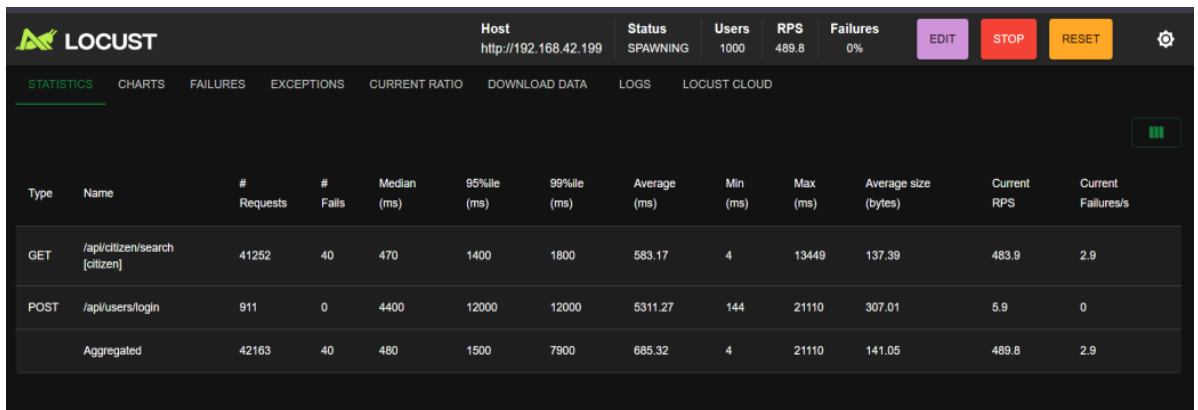 LOCUST
Host
http://192.168.42.199
Status
SPAWNING
Users
1000
RPS
489.8
Failures
0%
EDIT
STOP
RESET
STATISTICS CHARTS FAILURES EXCEPTIONS CURRENT RATIO DOWNLOAD DATA LOGS LOCUST CLOUD
Type Name # Requests # Fails Median (ms) 95%ile (ms) 99%ile (ms) Average (ms) Min (ms) Max (ms) Average size (bytes) Current RPS Current Failures/s
GET /api/citizen/search [citizen] 41252 40 470 1400 1800 583.17 4 13449 137.39 483.9 2.9
POST /api/users/login 911 0 4400 12000 12000 5311.27 144 21110 307.01 5.9 0
Aggregated 42163 40 480 1500 7900 685.32 4 21110 141.05 489.8 2.9